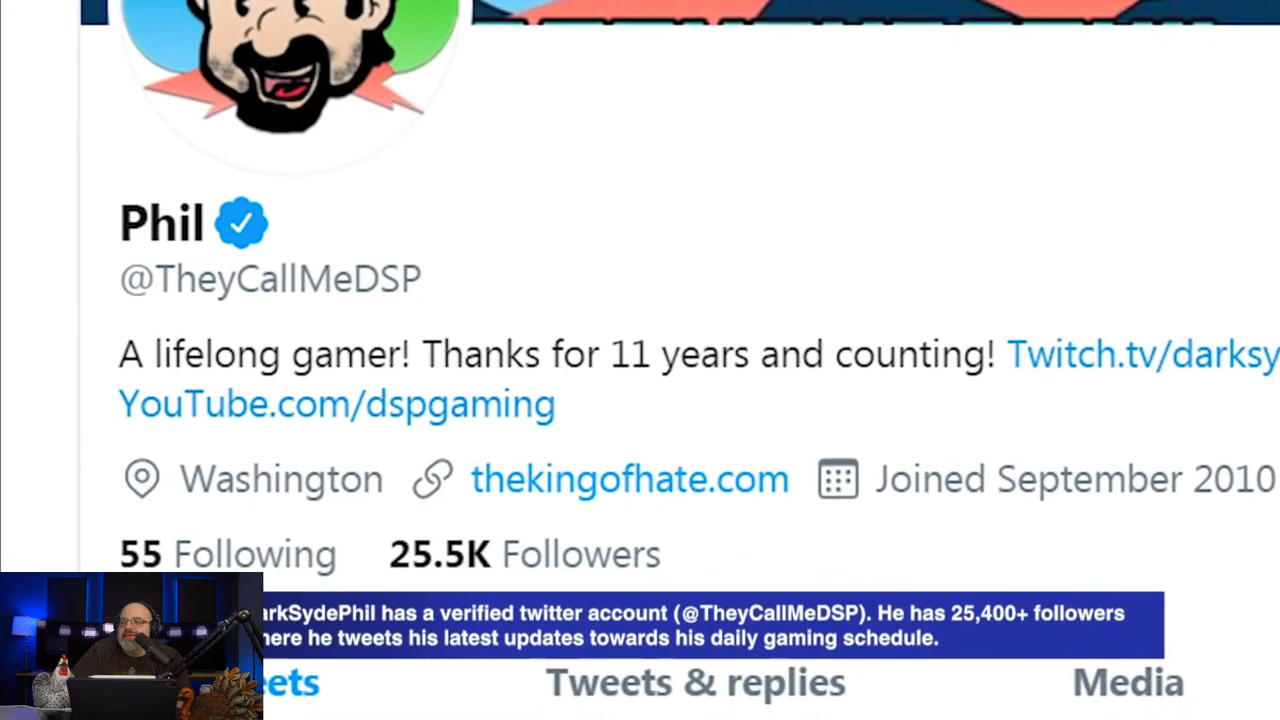 Phil
@TheyCallMeDSP
A lifelong gamer! Thanks for 11 years and counting! Twitch.tv/darksy
YouTube.com/dspgaming
Washington thekingofhate.com Joined September 2010
55 Following 25.5K Followers
arkSydePhil has a verified twitter account (@TheyCallMeDSP). He has 25,400+ followers
here he tweets his latest updates towards his daily gaming schedule.
eets Tweets & replies Media